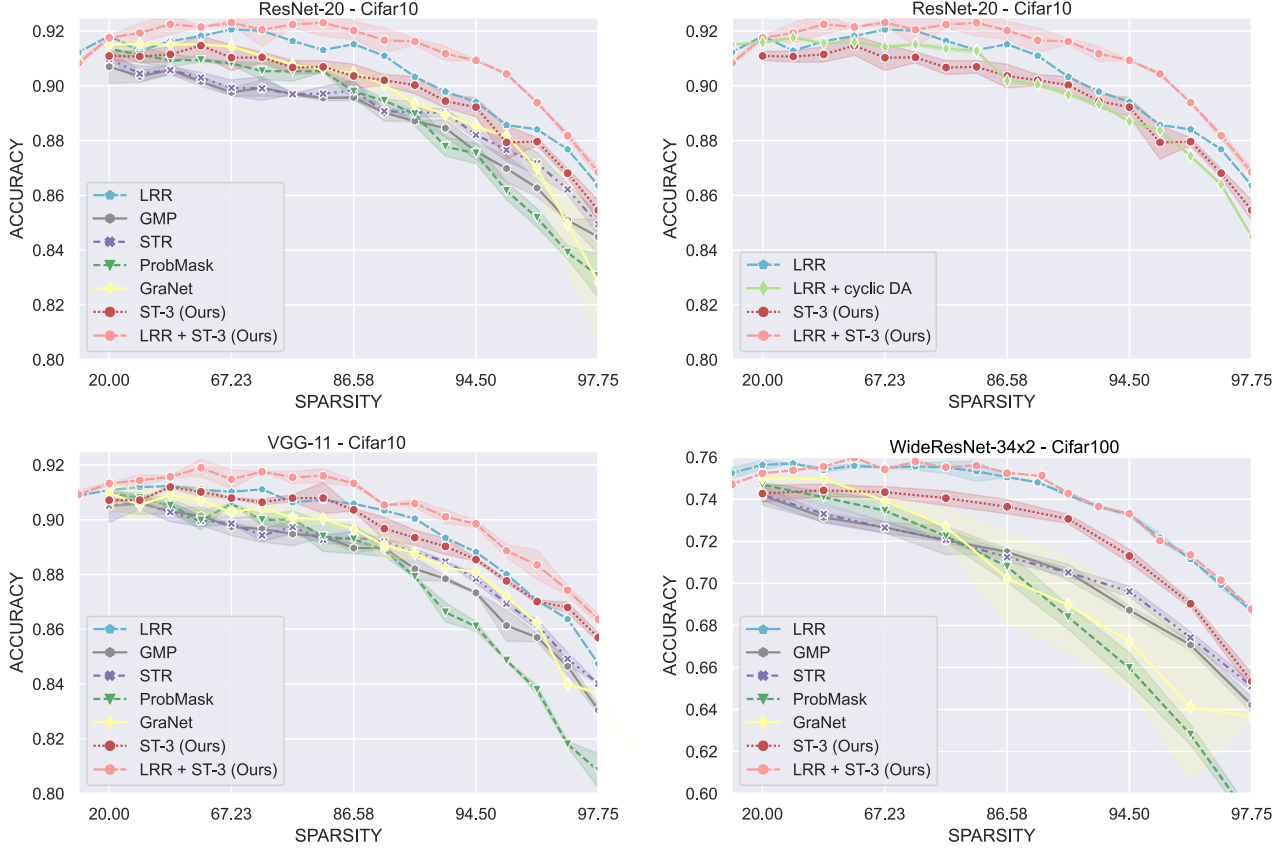 ResNet-20 - Cifar10
0.92
0.90
0.88
0.86
0.84
0.82
0.80
ACCURACY
LRR
GMP
STR
ProbMask
GraNet
ST-3 (Ours)
LRR + ST-3 (Ours)
20.00 67.23 86.58 94.50 97.75
SPARSITY
ResNet-20 - Cifar10
0.92
0.90
0.88
0.86
0.84
0.82
0.80
ACCURACY
LRR
LRR + cyclic DA
ST-3 (Ours)
LRR + ST-3 (Ours)
20.00 67.23 86.58 94.50 97.75
SPARSITY
VGG-11 - Cifar10
0.92
0.90
0.88
0.86
0.84
0.82
0.80
ACCURACY
LRR
GMP
STR
ProbMask
GraNet
ST-3 (Ours)
LRR + ST-3 (Ours)
20.00 67.23 86.58 94.50 97.75
SPARSITY
WideResNet-34x2 - Cifar100
0.76
0.74
0.72
0.70
0.68
0.66
0.64
0.62
0.60
ACCURACY
LRR
GMP
STR
ProbMask
GraNet
ST-3 (Ours)
LRR + ST-3 (Ours)
20.00 67.23 86.58 94.50 97.75
SPARSITY